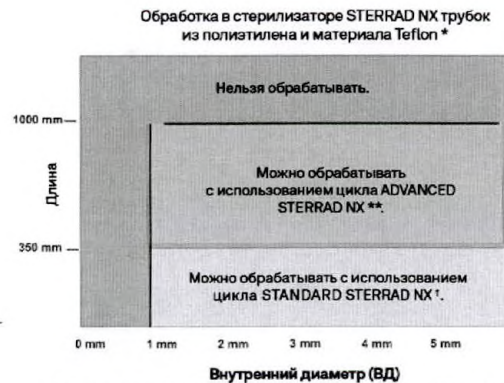 Обработка в стерилизаторе STERRAD NX трубок
из полиэтилена и материала Teflon *
Нельзя обрабатывать.
1000 mm
Можно обрабатывать
с использованием цикла ADVANCED
STERRAD NX **.
Длина
350 mm
Можно обрабатывать с использованием
цикла STANDARD STERRAD NX †.
0 mm 1 mm 2 mm 3 mm 4 mm 5 mm
Внутренний диаметр (ВД)